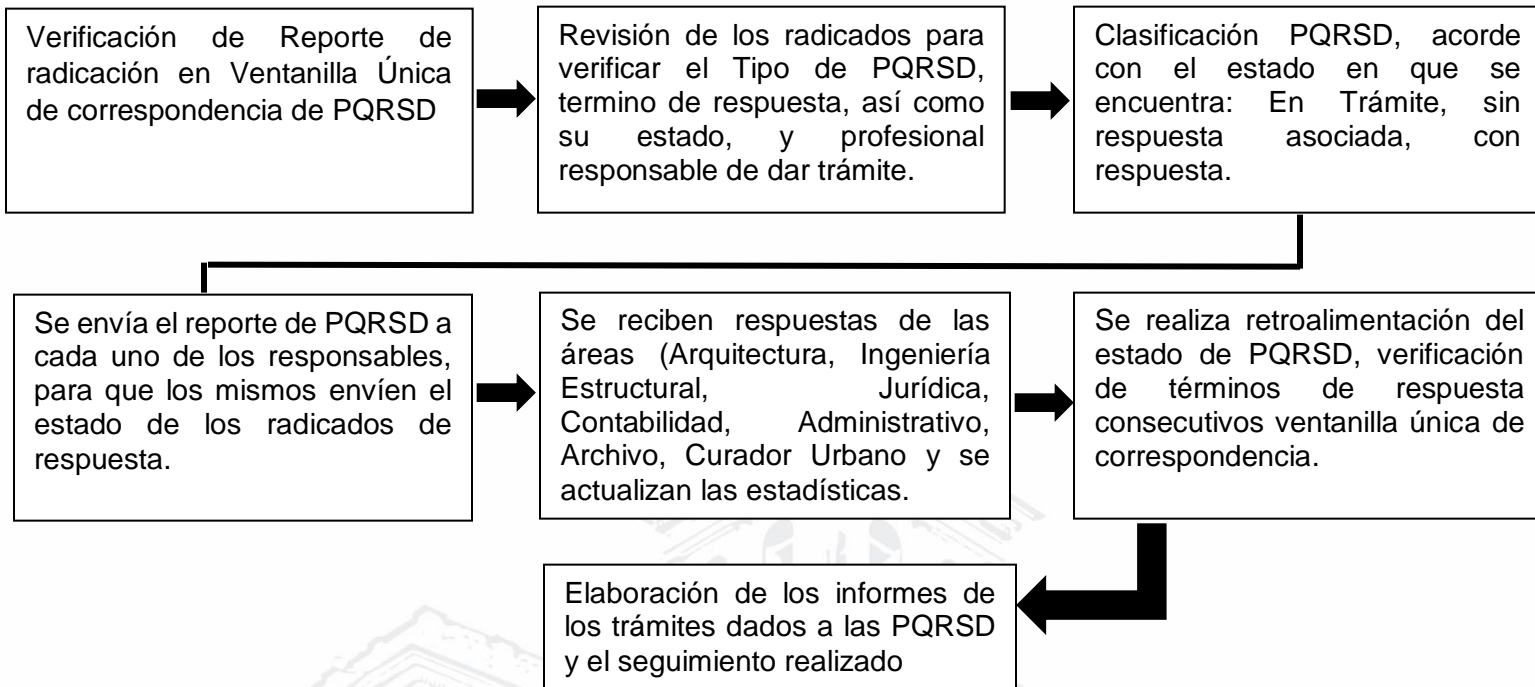 Verificación de Reporte de
radicación en Ventanilla Única
de correspondencia de PQRSD
Revisión de los radicados para
verificar el Tipo de PQRSD,
termino de respuesta, así como
su estado, y profesional
responsable de dar trámite.
Clasificación PQRSD, acorde
con el estado en que se
encuentra: En Trámite, sin
respuesta asociada, con
respuesta.
Se envía el reporte de PQRSD a
cada uno de los responsables,
para que los mismos envíen el
estado de los radicados de
respuesta.
Se reciben respuestas de las
áreas (Arquitectura, Ingeniería
Estructural, Jurídica,
Contabilidad, Administrativo,
Archivo, Curador Urbano y se
actualizan las estadísticas.
Se realiza retroalimentación del
estado de PQRSD, verificación
de términos de respuesta
consecutivos ventanilla única de
correspondencia.
Elaboración de los informes de
los trámites dados a las PQRSD
y el seguimiento realizado